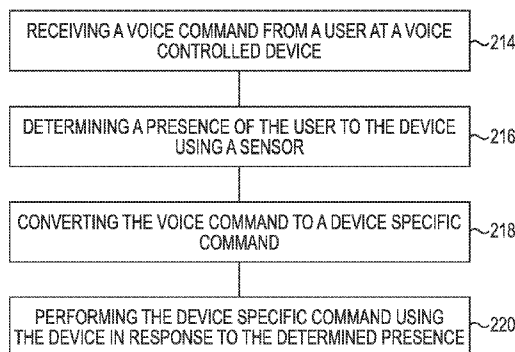 RECEIVING A VOICE COMMAND FROM A USER AT A VOICE
CONTROLLED DEVICE
214
DETERMINING A PRESENCE OF THE USER TO THE DEVICE
USING A SENSOR
216
CONVERTING THE VOICE COMMAND TO A DEVICE SPECIFIC
COMMAND
218
PERFORMING THE DEVICE SPECIFIC COMMAND USING
THE DEVICE IN RESPONSE TO THE DETERMINED PRESENCE
220